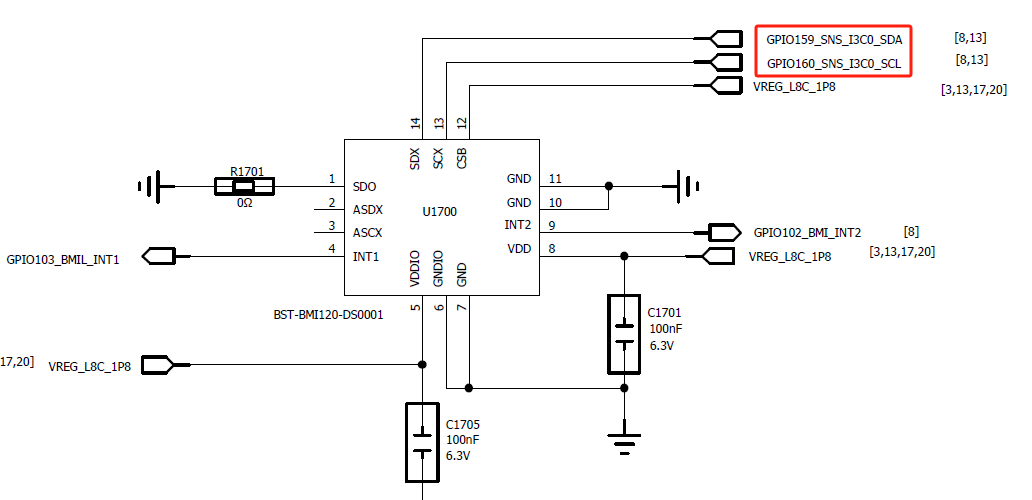 GPIO159_SNS_I3C0_SDA [8,13]
GPIO160_SNS_I3C0_SCL [8,13]
VREG_L8C_1P8 [3,13,17,20]
14 13 12
SDX SCX CSB
R1701
0Ω
1 SDO
2 ASDX
3 ASCX
4 INT1
GPIO103_BMIL_INT1
U1700
GND 11
GND 10
INT2 9
VDD 8
GPIO102_BMI_INT2 [8]
VREG_L8C_1P8 [3,13,17,20]
VDDIO GNDIO GND
5 6 7
BST-BMI120-DS0001
C1701
100nF
6.3V
17,20] VREG_L8C_1P8
C1705
100nF
6.3V